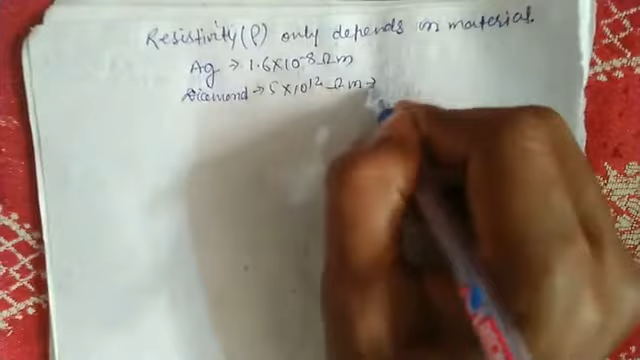 Resistivity (ρ) only depends on material.
Ag → 1.6×10⁻⁸ Ωm
Diamond → 5×10¹² Ωm →